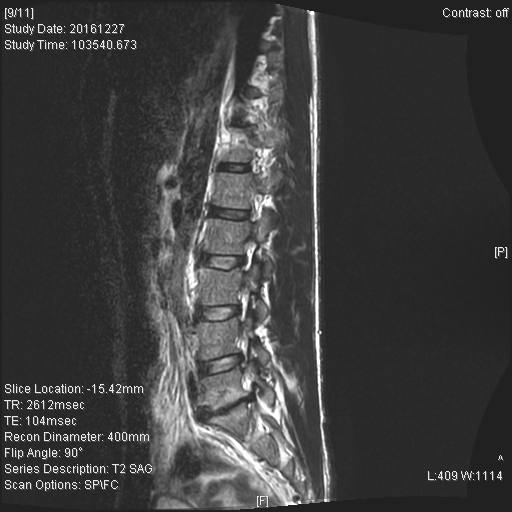 [9/11]
Study Date: 20161227
Study Time: 103540.673
Contrast: off
[P]
Slice Location: -15.42mm
TR: 2612msec
TE: 104msec
Recon Dinameter: 400mm
Flip Angle: 90°
Series Description: T2 SAG
Scan Options: SP\FC
[F]
^
L:409 W:1114